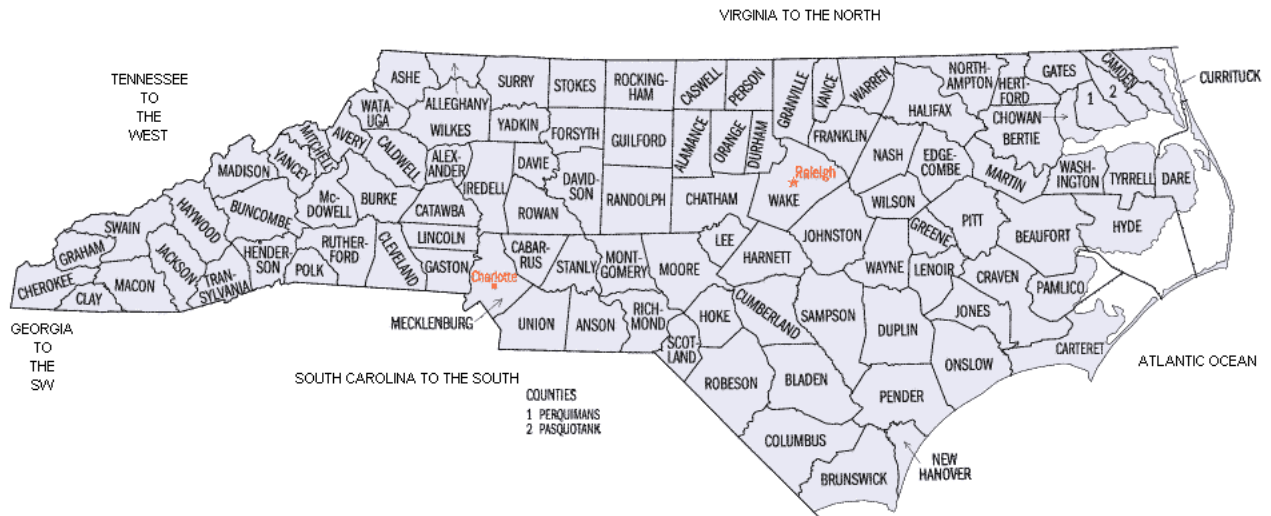 VIRGINIA TO THE NORTH
TENNESSEE
TO
THE
WEST
ASHE
ALLEGHANY
SURRY
STOKES
ROCKING-
HAM
CASWELL
PERSON
GRANVILLE
VANCE
WARREN
NORTH-
AMPTON
HERT-
FORD
GATES
CAMDEN
CURRITUCK
WATA-
UGA
WILKES
YADKIN
FORSYTH
GUILFORD
ALAMANCE
ORANGE
DURHAM
FRANKLIN
HALIFAX
BERTIE
CHOWAN
1
2
MITCHELL
AVERY
CALDWELL
ALEX-
ANDER
IREDELL
DAVIE
DAVID-
SON
RANDOLPH
CHATHAM
WAKE
Raleigh
NASH
EDGE-
COMBE
MARTIN
WASH-
INGTON
TYRRELL
DARE
MADISON
YANCEY
Mc-
DOWELL
BURKE
CATAWBA
ROWAN
WILSON
PITT
BEAUFORT
HYDE
SWAIN
HAYWOOD
BUNCOMBE
RUTHER-
FORD
CLEVELAND
LINCOLN
CABAR-
RUS
STANLY
MONT-
GOMERY
MOORE
LEE
HARNETT
JOHNSTON
GREENE
WAYNE
LENOIR
CRAVEN
PAMLICO
GRAHAM
CHEROKEE
CLAY
MACON
JACKSON
TRAN-
SYLVANIA
HENDER-
SON
POLK
GASTON
Charlotte
MECKLENBURG
UNION
ANSON
RICH-
MOND
SCOT-
LAND
HOKE
CUMBERLAND
SAMPSON
DUPLIN
JONES
ONSLOW
CARTERET
GEORGIA
TO
THE
SW
SOUTH CAROLINA TO THE SOUTH
ATLANTIC OCEAN
ROBESON
BLADEN
PENDER
COLUMBUS
BRUNSWICK
NEW
HANOVER
COUNTIES
1 PERQUIMANS
2 PASQUOTANK